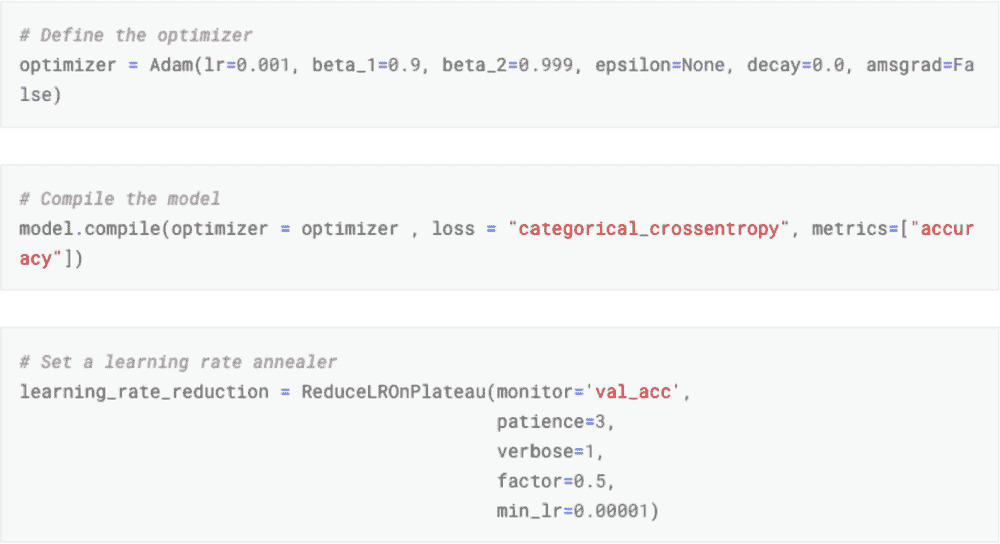 # Define the optimizer
optimizer = Adam(lr=0.001, beta_1=0.9, beta_2=0.999, epsilon=None, decay=0.0, amsgrad=Fa
lse)
# Compile the model
model.compile(optimizer = optimizer , loss = "categorical_crossentropy", metrics=["accur
acy"])
# Set a learning rate annealer
learning_rate_reduction = ReduceLROnPlateau(monitor='val_acc',
patience=3,
verbose=1,
factor=0.5,
min_lr=0.00001)